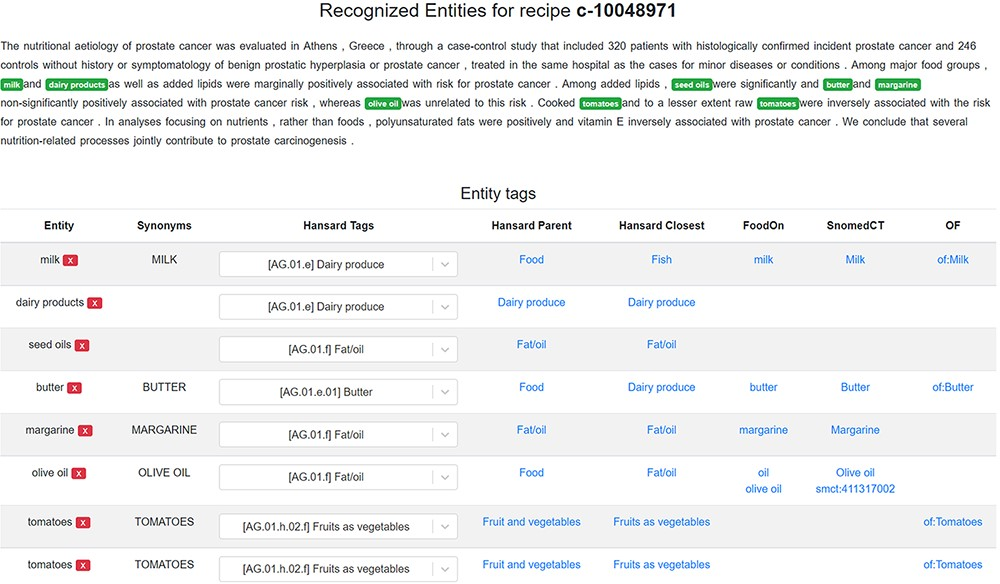 Recognized Entities for recipe c-10048971
The nutritional aetiology of prostate cancer was evaluated in Athens , Greece , through a case-control study that included 320 patients with histologically confirmed incident prostate cancer and 246
controls without history or symptomatology of benign prostatic hyperplasia or prostate cancer , treated in the same hospital as the cases for minor diseases or conditions . Among major food groups ,
milk and dairy products as well as added lipids were marginally positively associated with risk for prostate cancer . Among added lipids , seed oils were significantly and butter and margarine
non-significantly positively associated with prostate cancer risk , whereas olive oil was unrelated to this risk . Cooked tomatoes and to a lesser extent raw tomatoes were inversely associated with the risk
for prostate cancer . In analyses focusing on nutrients , rather than foods , polyunsaturated fats were positively and vitamin E inversely associated with prostate cancer . We conclude that several
nutrition-related processes jointly contribute to prostate carcinogenesis .
Entity tags
Entity Synonyms Hansard Tags Hansard Parent Hansard Closest FoodOn SnomedCT OF
milk x MILK [AG.01.e] Dairy produce Food Fish milk Milk of:Milk
dairy products x [AG.01.e] Dairy produce Dairy produce Dairy produce
seed oils x [AG.01.f] Fat/oil Fat/oil Fat/oil
butter x BUTTER [AG.01.e.01] Butter Food Dairy produce butter Butter of:Butter
margarine x MARGARINE [AG.01.f] Fat/oil Fat/oil Fat/oil margarine Margarine
olive oil x OLIVE OIL [AG.01.f] Fat/oil Food Fat/oil oil Olive oil
olive oil smct:411317002
tomatoes x TOMATOES [AG.01.h.02.f] Fruits as vegetables Fruit and vegetables Fruits as vegetables of:Tomatoes
tomatoes x TOMATOES [AG.01.h.02.f] Fruits as vegetables Fruit and vegetables Fruits as vegetables of:Tomatoes